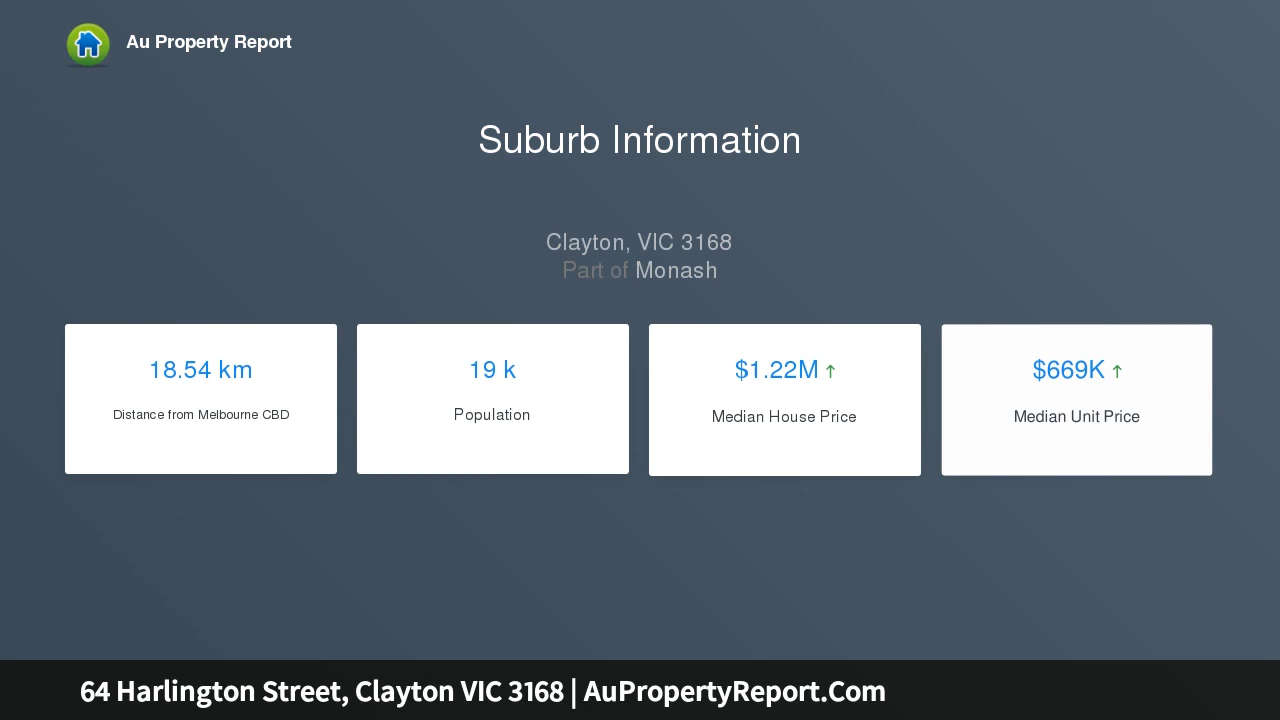 Au Property Report
Suburb Information
Clayton, VIC 3168
Part of Monash
18.54 km
Distance from Melbourne CBD
19 k
Population
$1.22M ↑
Median House Price
$669K ↑
Median Unit Price
64 Harlington Street, Clayton VIC 3168 | AuPropertyReport.Com